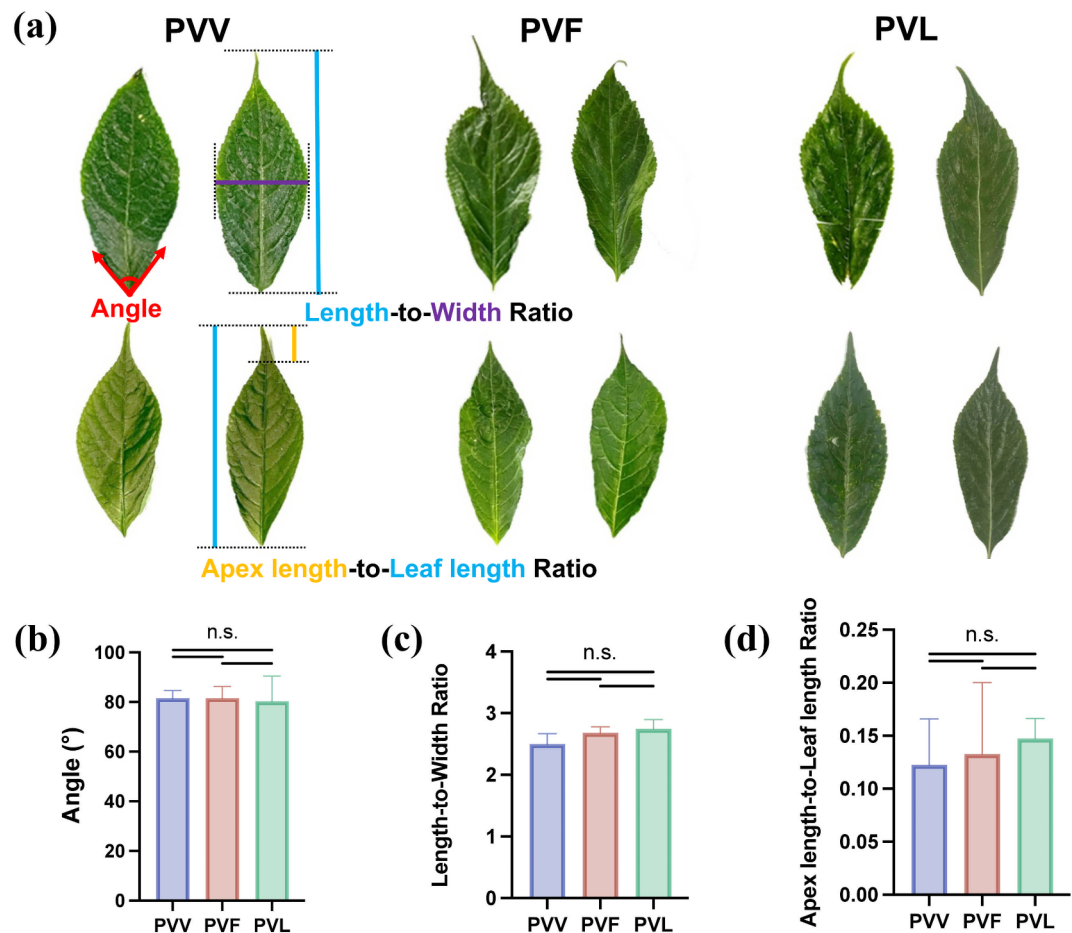 (a)
PVV
PVF
PVL
Angle
Length-to-Width Ratio
Apex length-to-Leaf length Ratio
(b)
n.s.
Angle (°)
100
80
60
40
20
0
PVV PVF PVL
(c)
n.s.
Length-to-Width Ratio
4
3
2
1
0
PVV PVF PVL
(d)
n.s.
Apex length-to-Leaf length Ratio
0.25
0.20
0.15
0.10
0.05
0.00
PVV PVF PVL